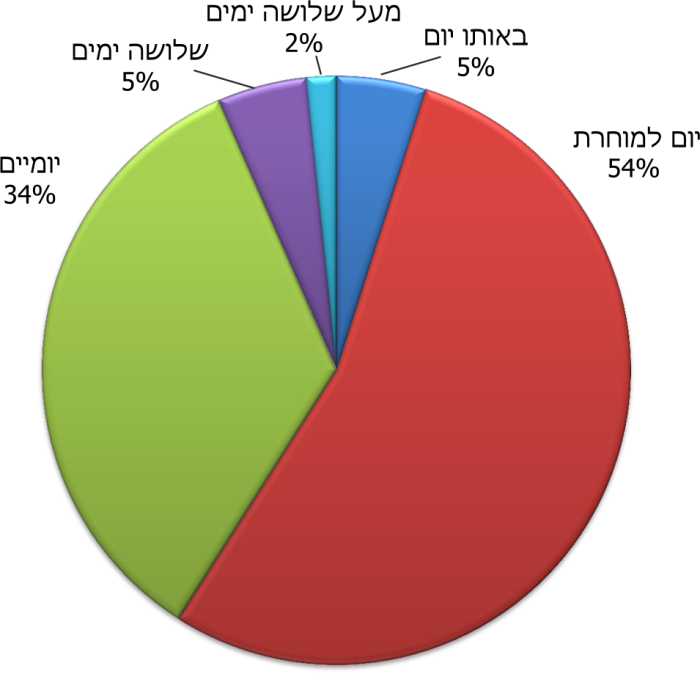 מעל שלושה ימים
2%
באותו יום
5%
שלושה ימים
5%
יום למוחרת
54%
יומיים
34%